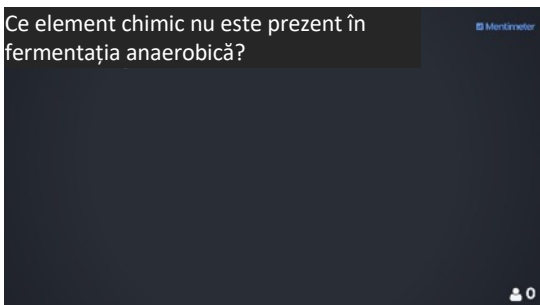 Ce element chimic nu este prezent în
fermentația anaerobică?
Mentimeter
0